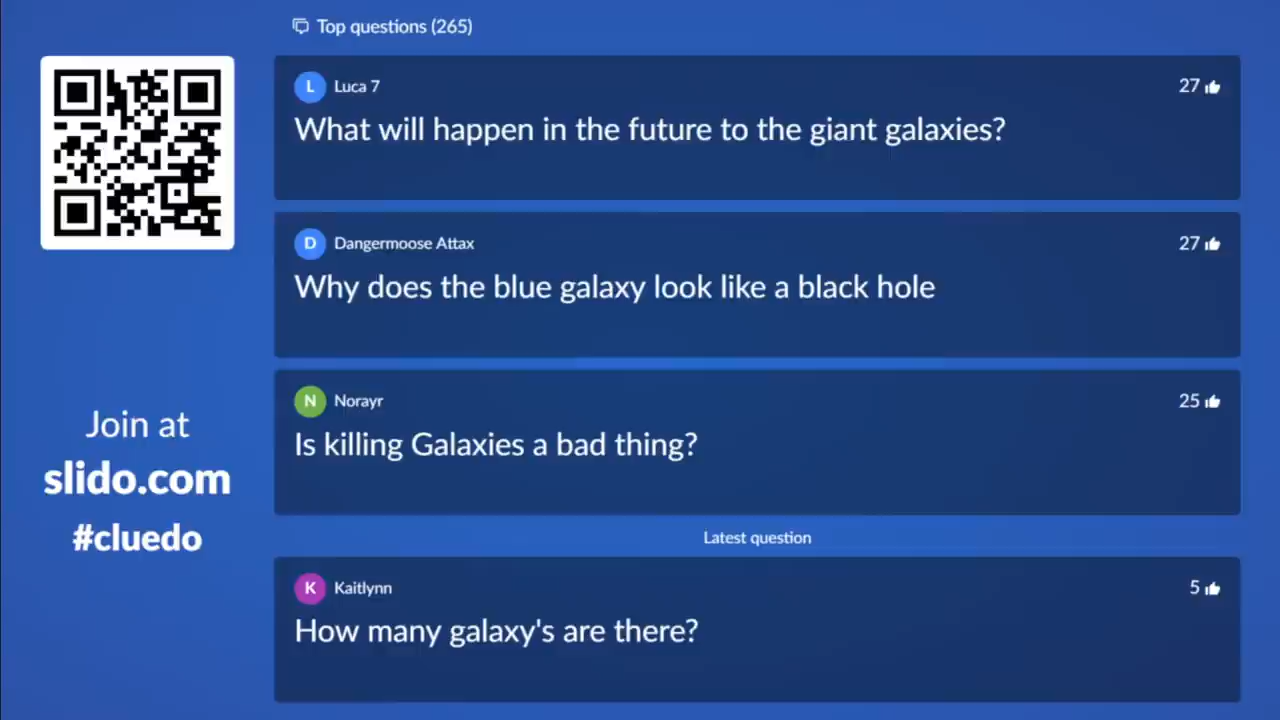 Top questions (265)
L Luca 7 27
What will happen in the future to the giant galaxies?
D Dangermoose Attax 27
Why does the blue galaxy look like a black hole
N Norayr 25
Is killing Galaxies a bad thing?
Join at
slido.com
#cluedo
Latest question
K Kaitlynn 5
How many galaxy's are there?